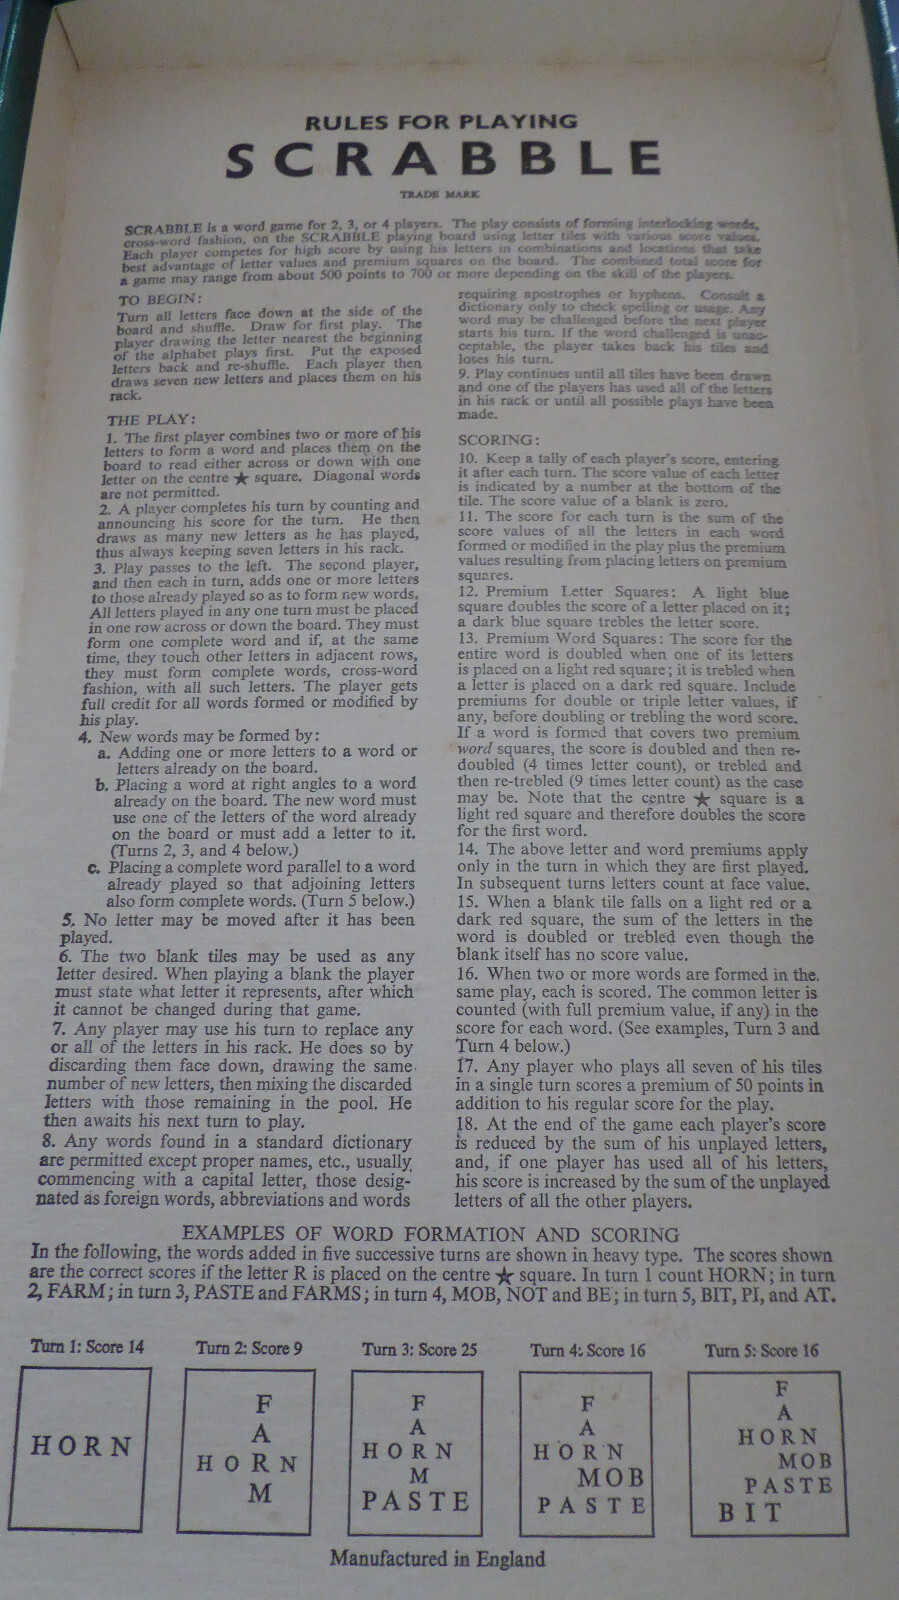 RULES FOR PLAYING
SCRABBLE
TRADE MARK
SCRABBLE is a word game for 2, 3, or 4 players. The play consists of forming interlocking words,
cross-word fashion, on the SCRABBLE playing board using letter tiles with various score values.
Each player competes for high score by using his letters in combinations and locations that take
best advantage of letter values and premium squares on the board. The combined total score for
a game may range from about 500 points to 700 or more depending on the skill of the players.
TO BEGIN:
Turn all letters face down at the side of the
board and shuffle. Draw for first play. The
player drawing the letter nearest the beginning
of the alphabet plays first. Put the exposed
letters back and re-shuffle. Each player then
draws seven new letters and places them on his
rack.
THE PLAY:
1. The first player combines two or more of his
letters to form a word and places them on the
board to read either across or down with one
letter on the centre ★ square. Diagonal words
are not permitted.
2. A player completes his turn by counting and
announcing his score for the turn. He then
draws as many new letters as he has played,
thus always keeping seven letters in his rack.
3. Play passes to the left. The second player,
and then each in turn, adds one or more letters
to those already played so as to form new words.
All letters played in any one turn must be placed
in one row across or down the board. They must
form one complete word and if, at the same
time, they touch other letters in adjacent rows,
they must form complete words, cross-word
fashion, with all such letters. The player gets
full credit for all words formed or modified by
his play.
4. New words may be formed by:
a. Adding one or more letters to a word or
letters already on the board.
b. Placing a word at right angles to a word
already on the board. The new word must
use one of the letters of the word already
on the board or must add a letter to it.
(Turns 2, 3, and 4 below.)
c. Placing a complete word parallel to a word
already played so that adjoining letters
also form complete words. (Turn 5 below.)
5. No letter may be moved after it has been
played.
6. The two blank tiles may be used as any
letter desired. When playing a blank the player
must state what letter it represents, after which
it cannot be changed during that game.
7. Any player may use his turn to replace any
or all of the letters in his rack. He does so by
discarding them face down, drawing the same
number of new letters, then mixing the discarded
letters with those remaining in the pool. He
then awaits his next turn to play.
8. Any words found in a standard dictionary
are permitted except proper names, etc., usually
commencing with a capital letter, those desig-
nated as foreign words, abbreviations and words
requiring apostrophes or hyphens. Consult a
dictionary only to check spelling or usage. Any
word may be challenged before the next player
starts his turn. If the word challenged is unac-
ceptable, the player takes back his tiles and
loses his turn.
9. Play continues until all tiles have been drawn
and one of the players has used all of the letters
in his rack or until all possible plays have been
made.
SCORING:
10. Keep a tally of each player's score, entering
it after each turn. The score value of each letter
is indicated by a number at the bottom of the
tile. The score value of a blank is zero.
11. The score for each turn is the sum of the
score values of all the letters in each word
formed or modified in the play plus the premium
values resulting from placing letters on premium
squares.
12. Premium Letter Squares: A light blue
square doubles the score of a letter placed on it;
a dark blue square trebles the letter score.
13. Premium Word Squares: The score for the
entire word is doubled when one of its letters
is placed on a light red square; it is trebled when
a letter is placed on a dark red square. Include
premiums for double or triple letter values, if
any, before doubling or trebling the word score.
If a word is formed that covers two premium
word squares, the score is doubled and then re-
doubled (4 times letter count), or trebled and
then re-trebled (9 times letter count) as the case
may be. Note that the centre ★ square is a
light red square and therefore doubles the score
for the first word.
14. The above letter and word premiums apply
only in the turn in which they are first played.
In subsequent turns letters count at face value.
15. When a blank tile falls on a light red or a
dark red square, the sum of the letters in the
word is doubled or trebled even though the
blank itself has no score value.
16. When two or more words are formed in the
same play, each is scored. The common letter is
counted (with full premium value, if any) in the
score for each word. (See examples, Turn 3 and
Turn 4 below.)
17. Any player who plays all seven of his tiles
in a single turn scores a premium of 50 points in
addition to his regular score for the play.
18. At the end of the game each player's score
is reduced by the sum of his unplayed letters,
and, if one player has used all of his letters,
his score is increased by the sum of the unplayed
letters of all the other players.
EXAMPLES OF WORD FORMATION AND SCORING
In the following, the words added in five successive turns are shown in heavy type. The scores shown
are the correct scores if the letter R is placed on the centre ★ square. In turn 1 count HORN; in turn
2, FARM; in turn 3, PASTE and FARMS; in turn 4, MOB, NOT and BE; in turn 5, BIT, PI, and AT.
Turn 1: Score 14
HORN
Turn 2: Score 9
F
A
HORN
M
Turn 3: Score 25
F
A
HORN
M
PASTE
Turn 4: Score 16
F
A
HORN
MOB
PASTE
Turn 5: Score 16
F
A
HORN
MOB
PASTE
BIT
Manufactured in England